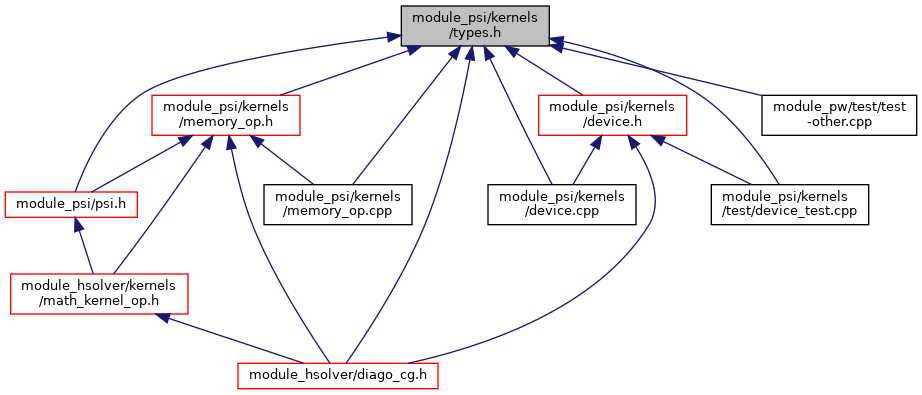 module_psi/kernels
/types.h
module_psi/kernels
/memory_op.h
module_psi/kernels
/device.h
module_pw/test/test
-other.cpp
module_psi/psi.h
module_psi/kernels
/memory_op.cpp
module_psi/kernels
/device.cpp
module_psi/kernels
/test/device_test.cpp
module_hsolver/kernels
/math_kernel_op.h
module_hsolver/diago_cg.h